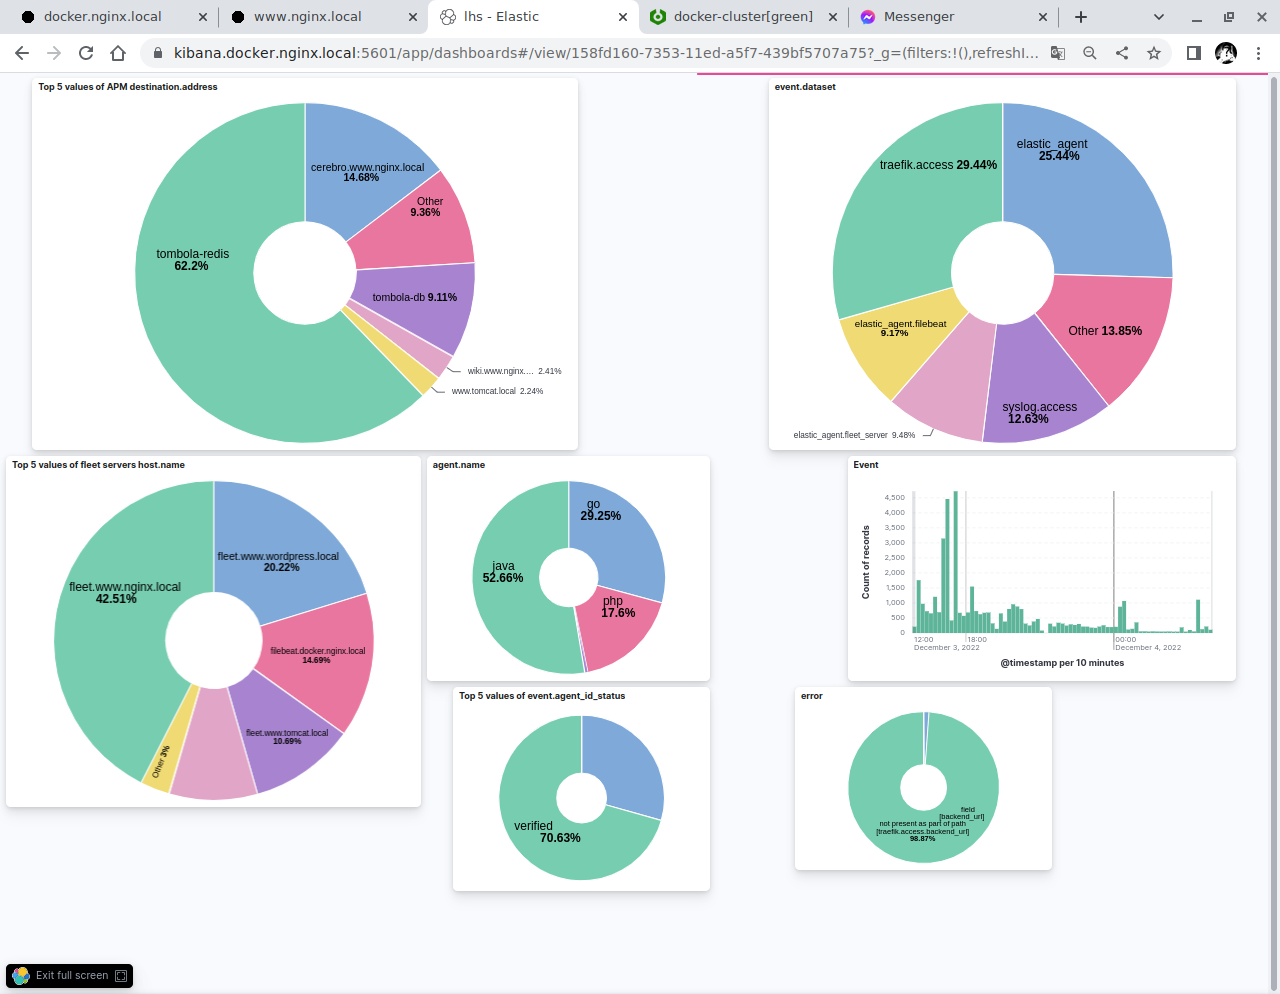 docker.nginx.local
www.nginx.local
lhs - Elastic
docker-cluster[green]
Messenger
kibana.docker.nginx.local:5601/app/dashboards#/view/158fd160-7353-11ed-a5f7-439bf5707a75?_g=(filters:!(),refreshI...
Top 5 values of APM destination.address
cerebro.www.nginx.local
14.68%
Other
9.36%
tombola-redis
62.2%
tombola-db 9.11%
wiki.www.nginx.... 2.41%
www.tomcat.local 2.24%
event.dataset
elastic_agent
25.44%
traefik.access 29.44%
elastic_agent.filebeat
9.17%
Other 13.85%
syslog.access
12.63%
elastic_agent.fleet_server 9.48%
Top 5 values of fleet servers host.name
fleet.www.wordpress.local
20.22%
fleet.www.nginx.local
42.51%
filebeat.docker.nginx.local
14.69%
fleet.www.tomcat.local
10.69%
Other 3%
agent.name
go
29.25%
java
52.66%
php
17.6%
Event
Count of records
4,500
4,000
3,500
3,000
2,500
2,000
1,500
1,000
500
0
12:00
18:00
00:00
December 3, 2022
December 4, 2022
@timestamp per 10 minutes
Top 5 values of event.agent_id_status
verified
70.63%
error
field
[backend_url]
not present as part of path
[traefik.access.backend_url]
98.87%
Exit full screen